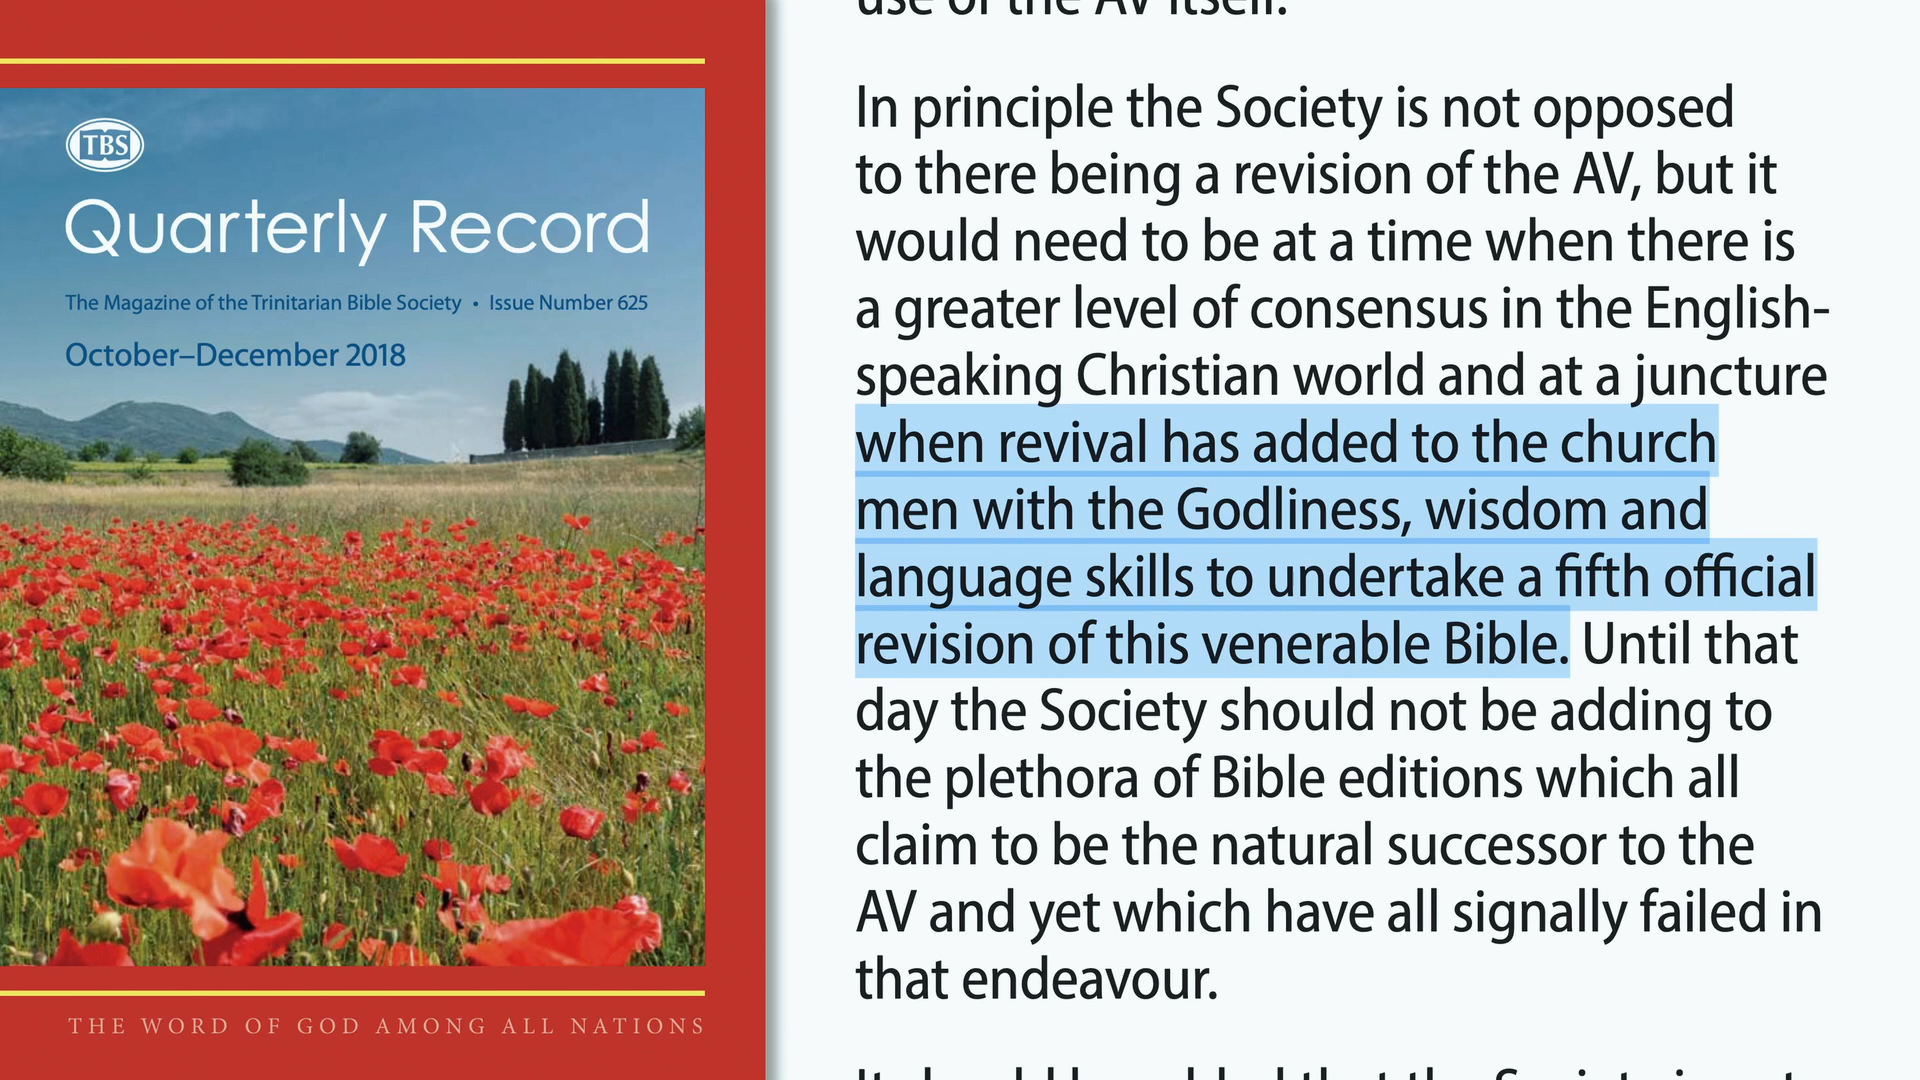 TBS
Quarterly Record
The Magazine of the Trinitarian Bible Society • Issue Number 625
October–December 2018
THE WORD OF GOD AMONG ALL NATIONS
use of the AV itself.
In principle the Society is not opposed
to there being a revision of the AV, but it
would need to be at a time when there is
a greater level of consensus in the English-
speaking Christian world and at a juncture
when revival has added to the church
men with the Godliness, wisdom and
language skills to undertake a fifth official
revision of this venerable Bible. Until that
day the Society should not be adding to
the plethora of Bible editions which all
claim to be the natural successor to the
AV and yet which have all signally failed in
that endeavour.